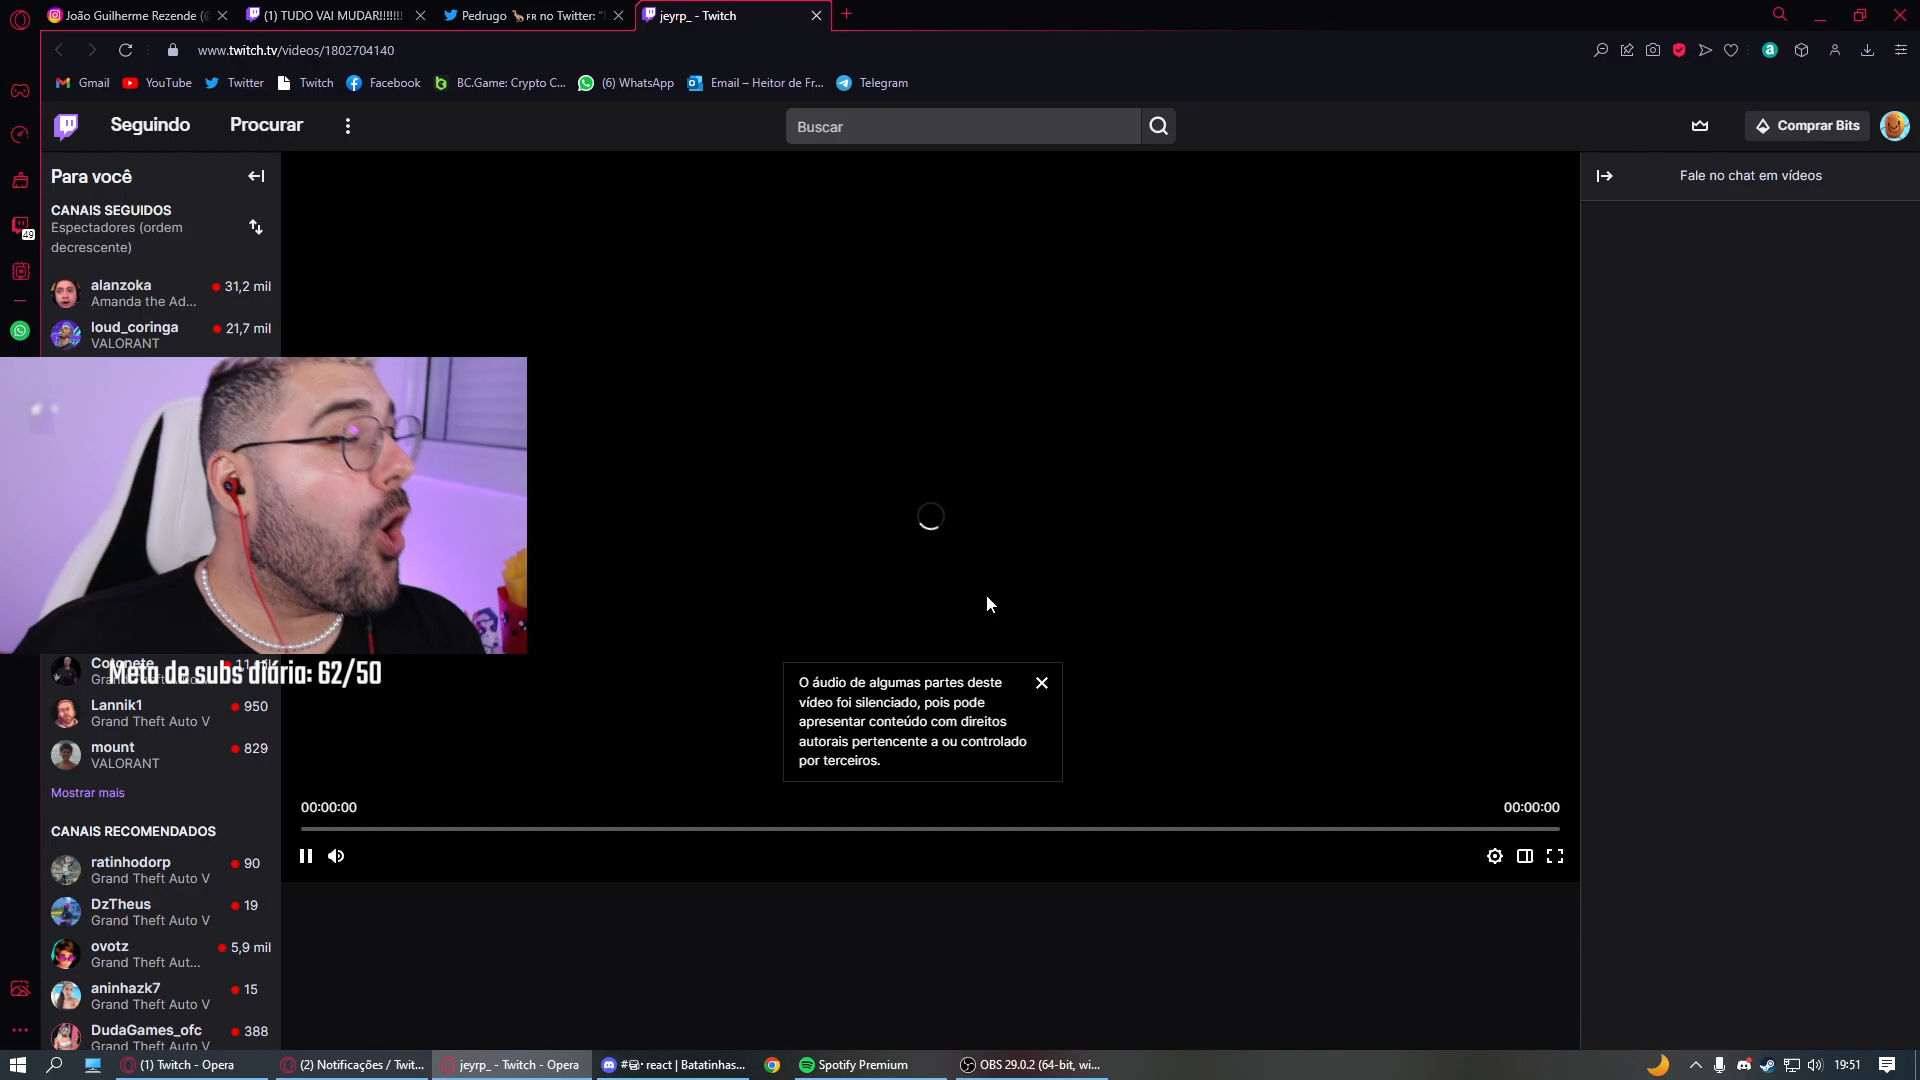 João Guilherme Rezende (@
(1) TUDO VAI MUDAR!!!!!!!
Pedrugo 🦒 FR no Twitter: "
jeyrp_ - Twitch
www.twitch.tv/videos/1802704140
Gmail
YouTube
Twitter
Twitch
Facebook
BC.Game: Crypto C...
(6) WhatsApp
Email – Heitor de Fr...
Telegram
Seguindo
Procurar
Buscar
Comprar Bits
Para você
Fale no chat em vídeos
CANAIS SEGUIDOS
Espectadores (ordem
decrescente)
49
alanzoka
31,2 mil
Amanda the Ad...
loud_coringa
21,7 mil
VALORANT
Meta de subs diária: 62/50
Lannik1
950
Grand Theft Auto V
mount
829
VALORANT
Mostrar mais
CANAIS RECOMENDADOS
ratinhodorp
90
Grand Theft Auto V
DzTheus
19
Grand Theft Auto V
ovotz
5,9 mil
Grand Theft Aut...
aninhazk7
15
Grand Theft Auto V
DudaGames_ofc
388
Grand Theft Auto V
O áudio de algumas partes deste
vídeo foi silenciado, pois pode
apresentar conteúdo com direitos
autorais pertencente a ou controlado
por terceiros.
00:00:00
00:00:00
(1) Twitch - Opera
(2) Notificações / Twit...
jeyrp_ - Twitch - Opera
react | Batatinhas...
Spotify Premium
OBS 29.0.2 (64-bit, wi...
19:51